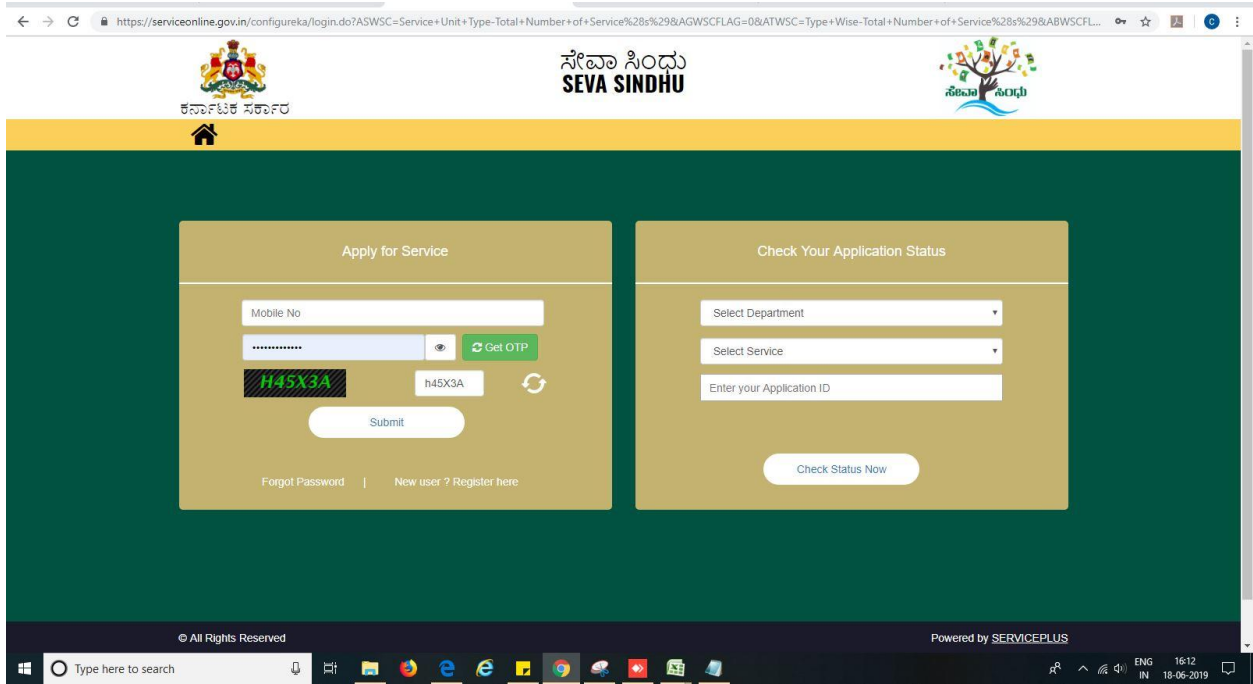 https://serviceonline.gov.in/configureka/login.do?ASWSC=Service+Unit+Type-Total+Number+of+Service%28s%29&AGWSCFLAG=0&ATWSC=Type+Wise-Total+Number+of+Service%28s%29&ABWSCFL...
C
ಕರ್ನಾಟಕ ಸರ್ಕಾರ
ಸೇವಾ ಸಿಂಧು
SEVA SINDHU
ಸೇವಾ ಸಿಂಧು
Apply for Service
Mobile No
•••••••••••••
Get OTP
H45X3A
h45X3A
Submit
Forgot Password | New user ? Register here
Check Your Application Status
Select Department
Select Service
Enter your Application ID
Check Status Now
© All Rights Reserved
Powered by SERVICEPLUS
Type here to search
ENG
IN
16:12
18-06-2019